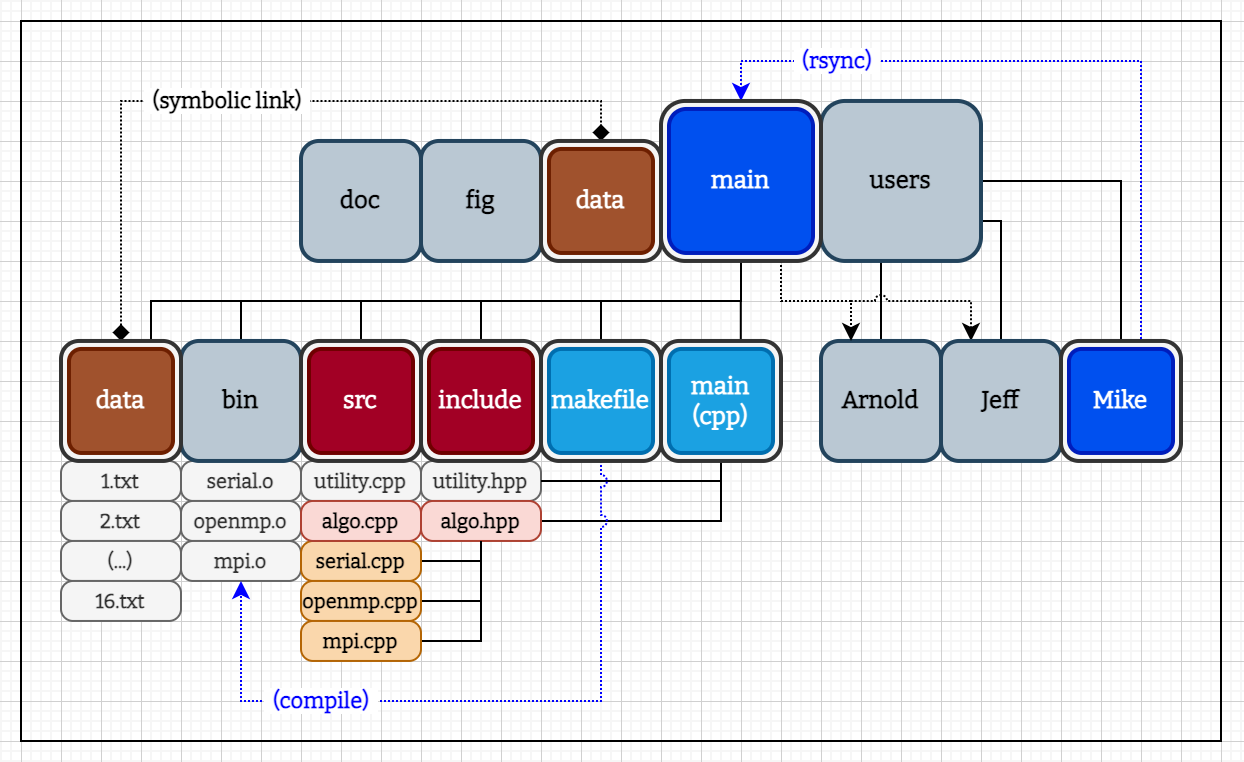 (rsync)
(symbolic link)
doc
fig
data
main
users
data
bin
src
include
makefile
main
(cpp)
Arnold
Jeff
Mike
1.txt
serial.o
utility.cpp
utility.hpp
2.txt
openmp.o
algo.cpp
algo.hpp
(...)
mpi.o
serial.cpp
16.txt
openmp.cpp
mpi.cpp
(compile)